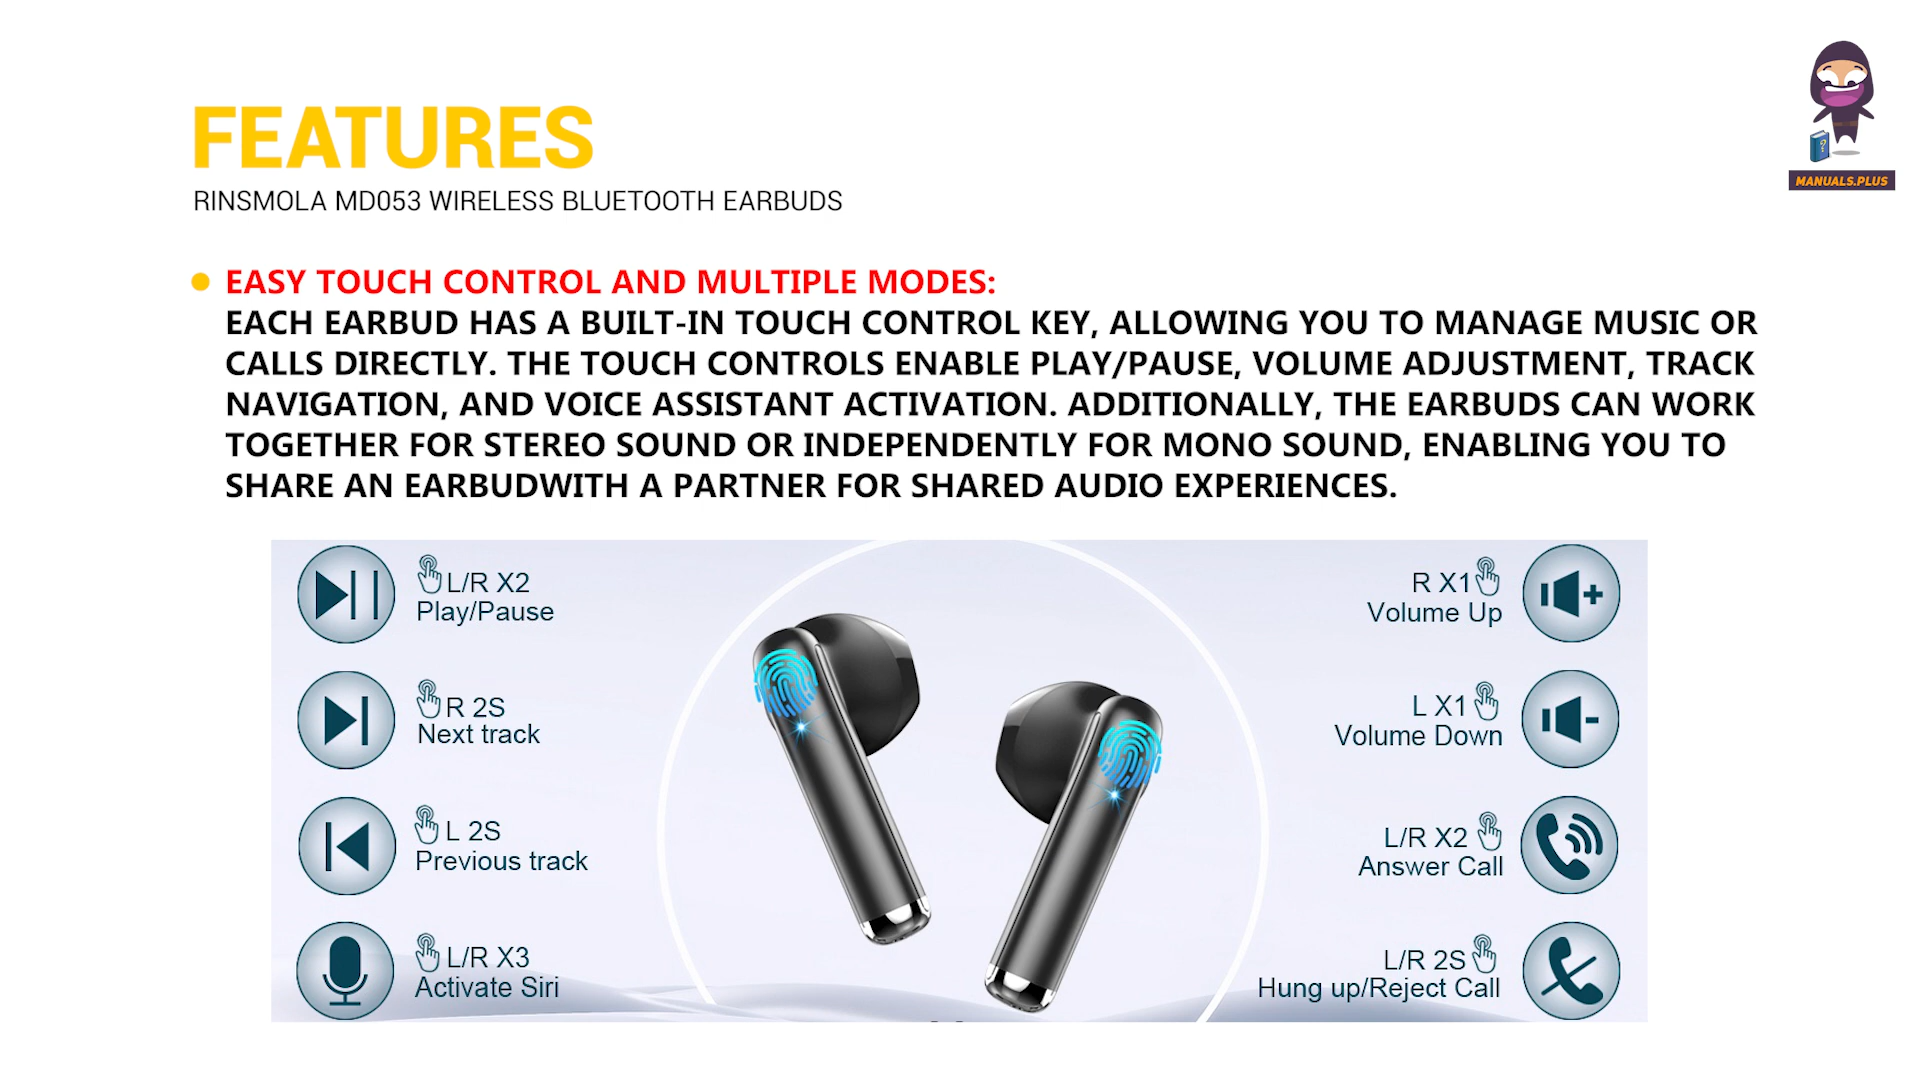 FEATURES
RINSMOLA MD053 WIRELESS BLUETOOTH EARBUDS
MANUALS.PLUS
EASY TOUCH CONTROL AND MULTIPLE MODES:
EACH EARBUD HAS A BUILT-IN TOUCH CONTROL KEY, ALLOWING YOU TO MANAGE MUSIC OR
CALLS DIRECTLY. THE TOUCH CONTROLS ENABLE PLAY/PAUSE, VOLUME ADJUSTMENT, TRACK
NAVIGATION, AND VOICE ASSISTANT ACTIVATION. ADDITIONALLY, THE EARBUDS CAN WORK
TOGETHER FOR STEREO SOUND OR INDEPENDENTLY FOR MONO SOUND, ENABLING YOU TO
SHARE AN EARBUDWITH A PARTNER FOR SHARED AUDIO EXPERIENCES.
L/R X2
Play/Pause
R 2S
Next track
L 2S
Previous track
L/R X3
Activate Siri
R X1
Volume Up
L X1
Volume Down
L/R X2
Answer Call
L/R 2S
Hung up/Reject Call